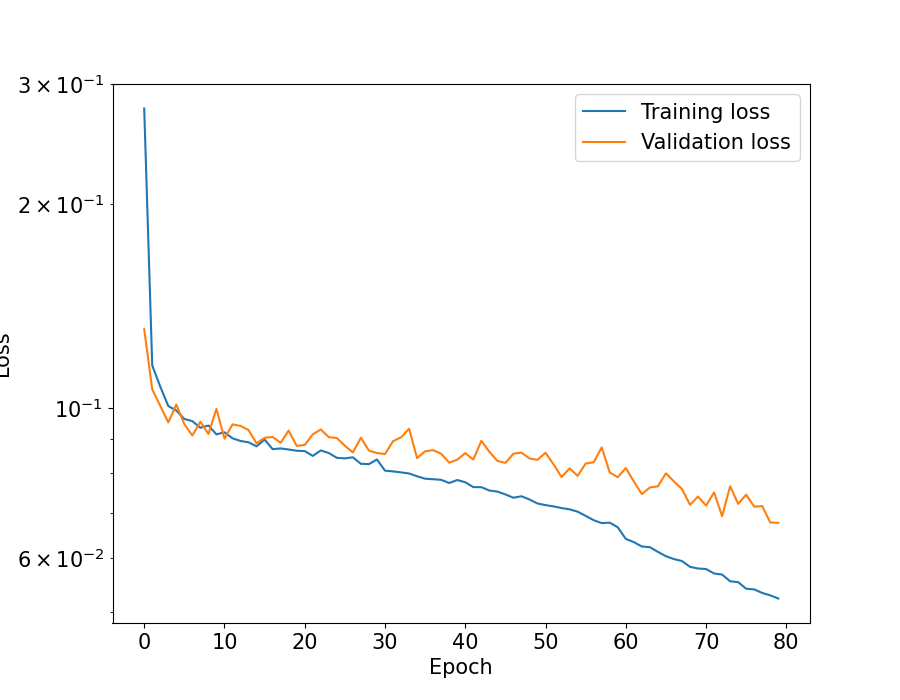 3 × 10⁻¹
2 × 10⁻¹
10⁻¹
6 × 10⁻²
Loss
Training loss
Validation loss
0 10 20 30 40 50 60 70 80
Epoch